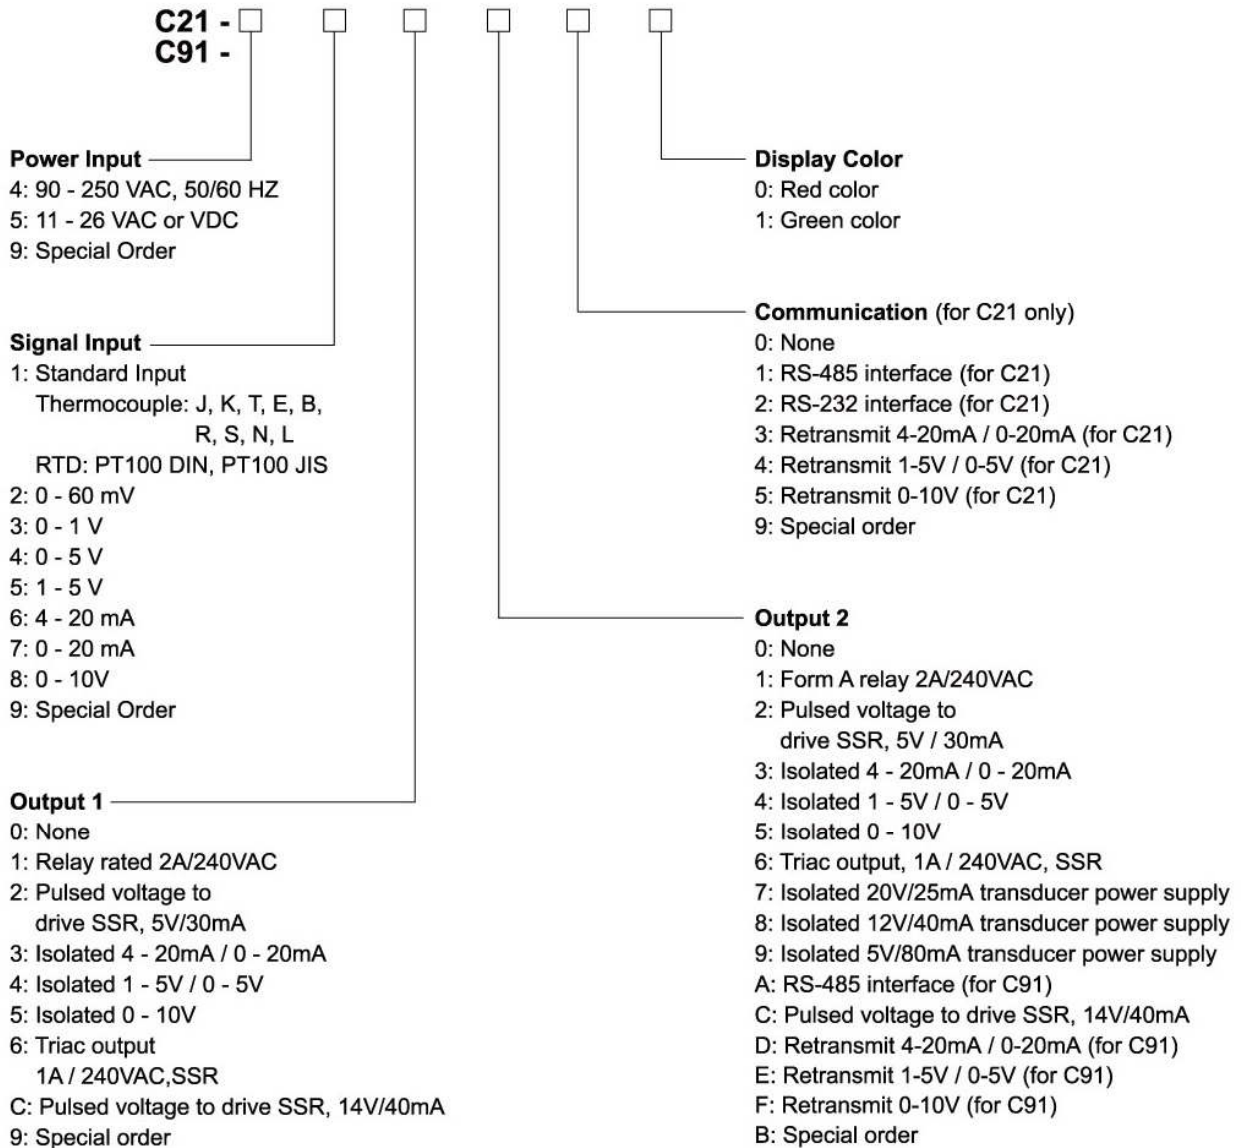 C21 -
C91 -
Power Input
4: 90 - 250 VAC, 50/60 HZ
5: 11 - 26 VAC or VDC
9: Special Order
Signal Input
1: Standard Input
Thermocouple: J, K, T, E, B,
R, S, N, L
RTD: PT100 DIN, PT100 JIS
2: 0 - 60 mV
3: 0 - 1 V
4: 0 - 5 V
5: 1 - 5 V
6: 4 - 20 mA
7: 0 - 20 mA
8: 0 - 10V
9: Special Order
Output 1
0: None
1: Relay rated 2A/240VAC
2: Pulsed voltage to
drive SSR, 5V/30mA
3: Isolated 4 - 20mA / 0 - 20mA
4: Isolated 1 - 5V / 0 - 5V
5: Isolated 0 - 10V
6: Triac output
1A / 240VAC,SSR
C: Pulsed voltage to drive SSR, 14V/40mA
9: Special order
Display Color
0: Red color
1: Green color
Communication (for C21 only)
0: None
1: RS-485 interface (for C21)
2: RS-232 interface (for C21)
3: Retransmit 4-20mA / 0-20mA (for C21)
4: Retransmit 1-5V / 0-5V (for C21)
5: Retransmit 0-10V (for C21)
9: Special order
Output 2
0: None
1: Form A relay 2A/240VAC
2: Pulsed voltage to
drive SSR, 5V / 30mA
3: Isolated 4 - 20mA / 0 - 20mA
4: Isolated 1 - 5V / 0 - 5V
5: Isolated 0 - 10V
6: Triac output, 1A / 240VAC, SSR
7: Isolated 20V/25mA transducer power supply
8: Isolated 12V/40mA transducer power supply
9: Isolated 5V/80mA transducer power supply
A: RS-485 interface (for C91)
C: Pulsed voltage to drive SSR, 14V/40mA
D: Retransmit 4-20mA / 0-20mA (for C91)
E: Retransmit 1-5V / 0-5V (for C91)
F: Retransmit 0-10V (for C91)
B: Special order